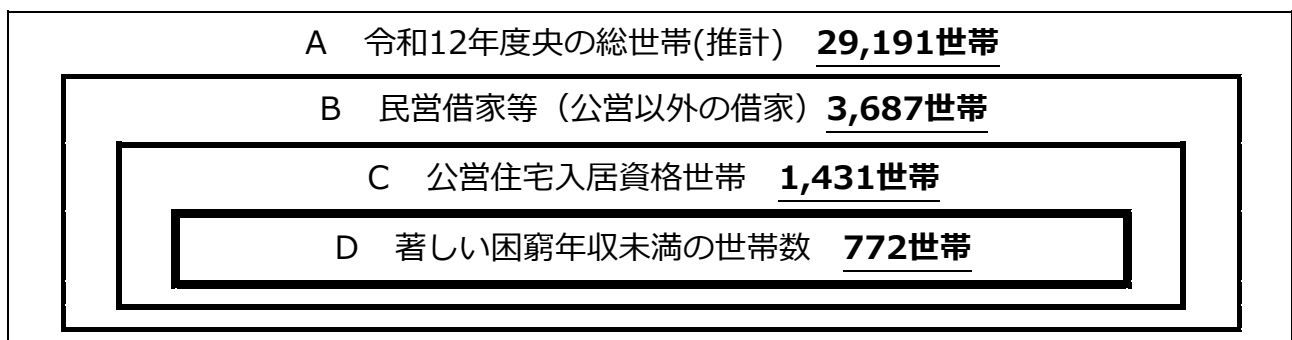 A 令和12年度央の総世帯(推計) 29,191世帯
B 民営借家等（公営以外の借家）3,687世帯
C 公営住宅入居資格世帯 1,431世帯
D 著しい困窮年収未満の世帯数 772世帯